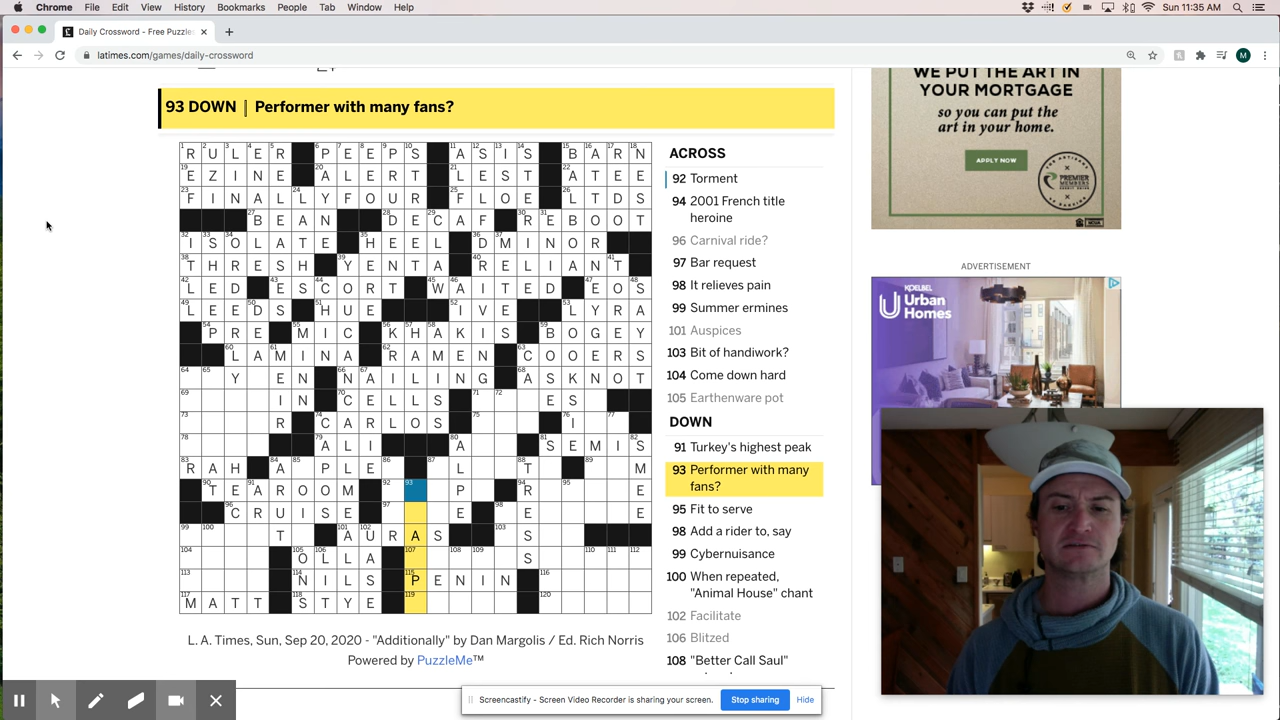 Chrome File Edit View History Bookmarks People Tab Window Help Sun 11:35 AM
Daily Crossword - Free Puzzle
latimes.com/games/daily-crossword
M
93 DOWN | Performer with many fans?
R U L E R P E E P S A S I S B A R N
E Z I N E A L E R T L E S T A T E E
F I N A L L Y F O U R F L O E L T D S
B E A N D E C A F R E B O O T
I S O L A T E H E E L D M I N O R
T H R E S H Y E N T A R E L I A N T
L E D E S C O R T W A I T E D E O S
L E E D S H U E I V E L Y R A
P R E M I C K H A K I S B O G E Y
L A M I N A R A M E N C O O E R S
Y E N N A I L I N G A S K N O T
I N C E L L S E S
R C A R L O S I
A L I A S E M I S
R A H A P L E L T M
T E A R O O M P R E
C R U I S E E E E
T A U R A S S
O L L A S
N I L S P E N I N
M A T T S T Y E
ACROSS
92 Torment
94 2001 French title
heroine
96 Carnival ride?
97 Bar request
98 It relieves pain
99 Summer ermines
101 Auspices
103 Bit of handiwork?
104 Come down hard
105 Earthenware pot
DOWN
91 Turkey's highest peak
93 Performer with many
fans?
95 Fit to serve
98 Add a rider to, say
99 Cybernuisance
100 When repeated,
"Animal House" chant
102 Facilitate
106 Blitzed
108 "Better Call Saul"
L. A. Times, Sun, Sep 20, 2020 - "Additionally" by Dan Margolis / Ed. Rich Norris
Powered by PuzzleMe™
WE PUT THE ART IN
YOUR MORTGAGE
so you can put the
art in your home.
APPLY NOW
PREMIER
MEMBERS
ADVERTISEMENT
KOELBEL
Urban
Homes
Screencastify - Screen Video Recorder is sharing your screen. Stop sharing Hide